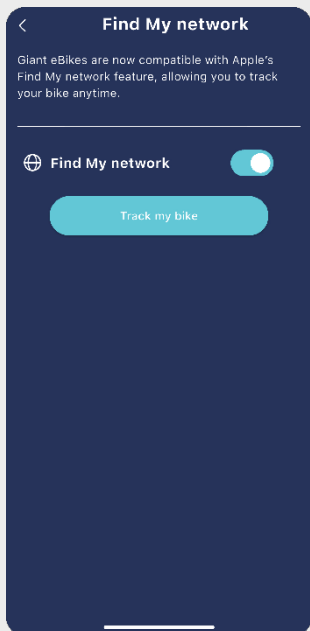 Find My network
Giant eBikes are now compatible with Apple's
Find My network feature, allowing you to track
your bike anytime.
Find My network
Track my bike